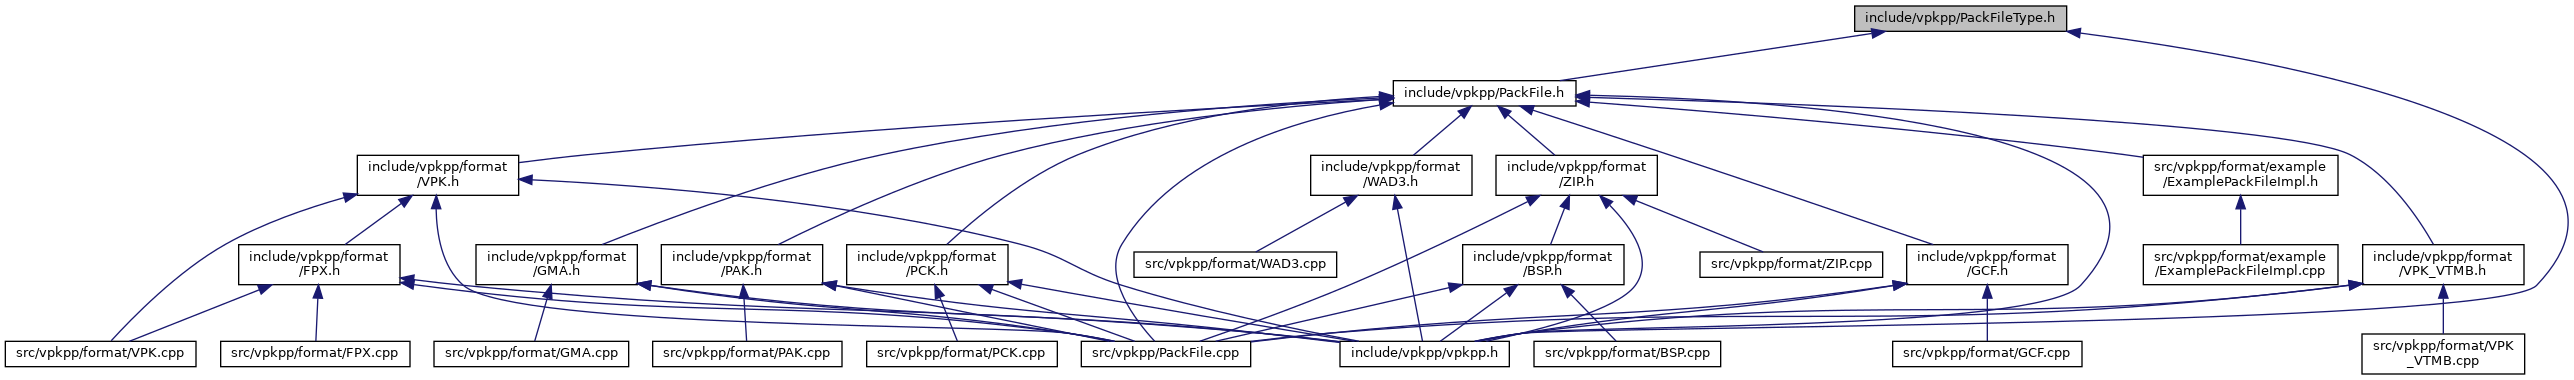 include/vpkpp/PackFileType.h
include/vpkpp/PackFile.h
include/vpkpp/format
/VPK.h
include/vpkpp/format
/WAD3.h
include/vpkpp/format
/ZIP.h
src/vpkpp/format/example
/ExamplePackFileImpl.h
include/vpkpp/format
/FPX.h
include/vpkpp/format
/GMA.h
include/vpkpp/format
/PAK.h
include/vpkpp/format
/PCK.h
src/vpkpp/format/WAD3.cpp
include/vpkpp/format
/BSP.h
src/vpkpp/format/ZIP.cpp
include/vpkpp/format
/GCF.h
src/vpkpp/format/example
/ExamplePackFileImpl.cpp
include/vpkpp/format
/VPK_VTMB.h
src/vpkpp/format/VPK.cpp
src/vpkpp/format/FPX.cpp
src/vpkpp/format/GMA.cpp
src/vpkpp/format/PAK.cpp
src/vpkpp/format/PCK.cpp
src/vpkpp/PackFile.cpp
include/vpkpp/vpkpp.h
src/vpkpp/format/BSP.cpp
src/vpkpp/format/GCF.cpp
src/vpkpp/format/VPK
_VTMB.cpp